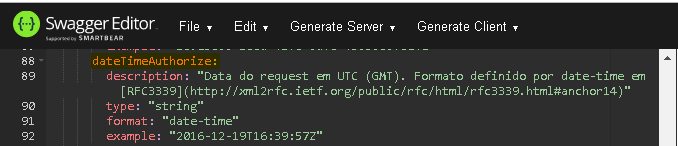 Swagger Editor
Supported by SMARTBEAR
File ▼ Edit ▼ Generate Server ▼ Generate Client ▼
88 dateTimeAuthorize:
89 description: "Data do request em UTC (GMT). Formato definido por date-time em
[RFC3339](http://xml2rfc.ietf.org/public/rfc/html/rfc3339.html#anchor14)"
90 type: "string"
91 format: "date-time"
92 example: "2016-12-19T16:39:57Z"